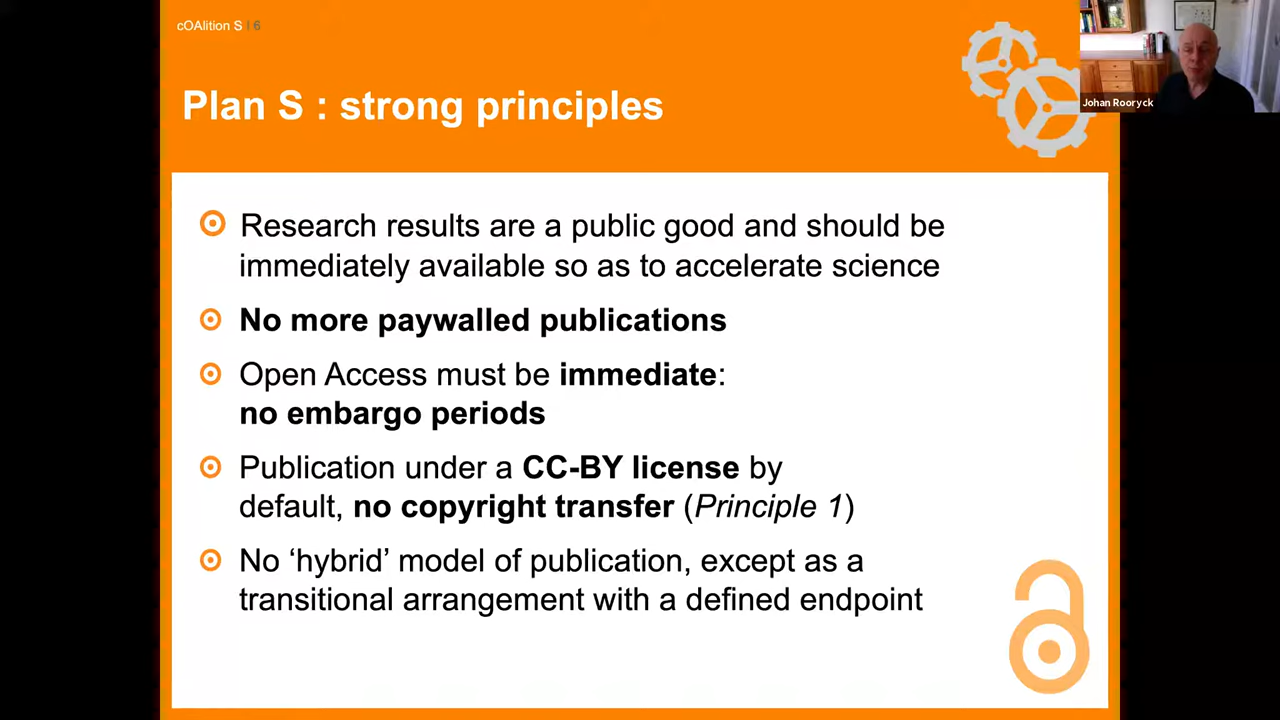 cOAlition S | 6
Plan S : strong principles
Johan Rooryck
Research results are a public good and should be
immediately available so as to accelerate science
No more paywalled publications
Open Access must be immediate:
no embargo periods
Publication under a CC-BY license by
default, no copyright transfer (Principle 1)
No ‘hybrid’ model of publication, except as a
transitional arrangement with a defined endpoint